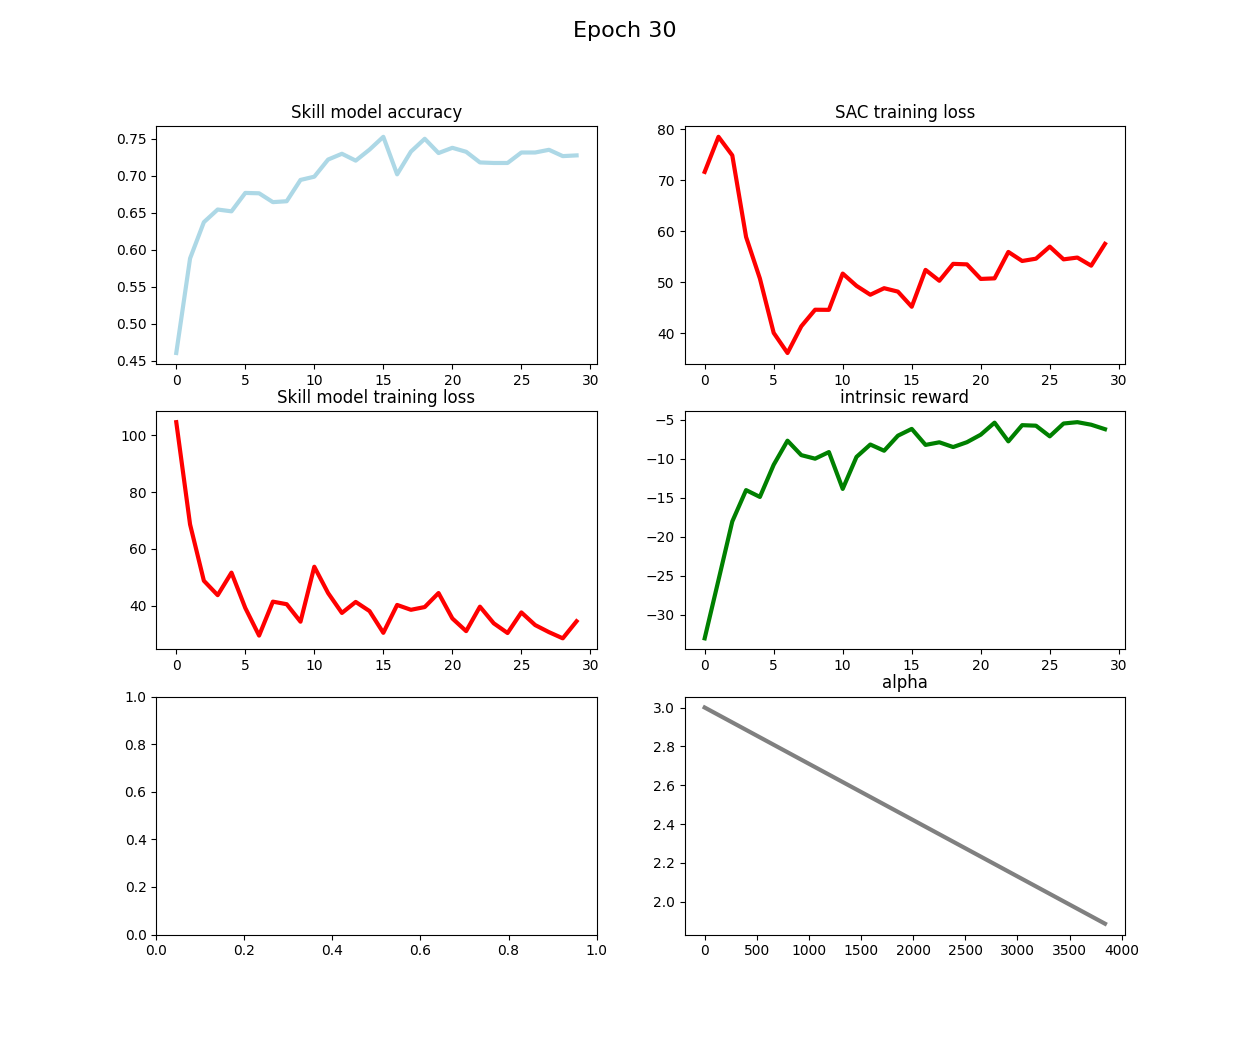 Epoch 30
Skill model accuracy
0.75
0.70
0.65
0.60
0.55
0.50
0.45
0 5 10 15 20 25 30
SAC training loss
80
70
60
50
40
0 5 10 15 20 25 30
Skill model training loss
100
80
60
40
0 5 10 15 20 25 30
intrinsic reward
−5
−10
−15
−20
−25
−30
0 5 10 15 20 25 30
1.0
0.8
0.6
0.4
0.2
0.0
0.0 0.2 0.4 0.6 0.8 1.0
alpha
3.0
2.8
2.6
2.4
2.2
2.0
0 500 1000 1500 2000 2500 3000 3500 4000